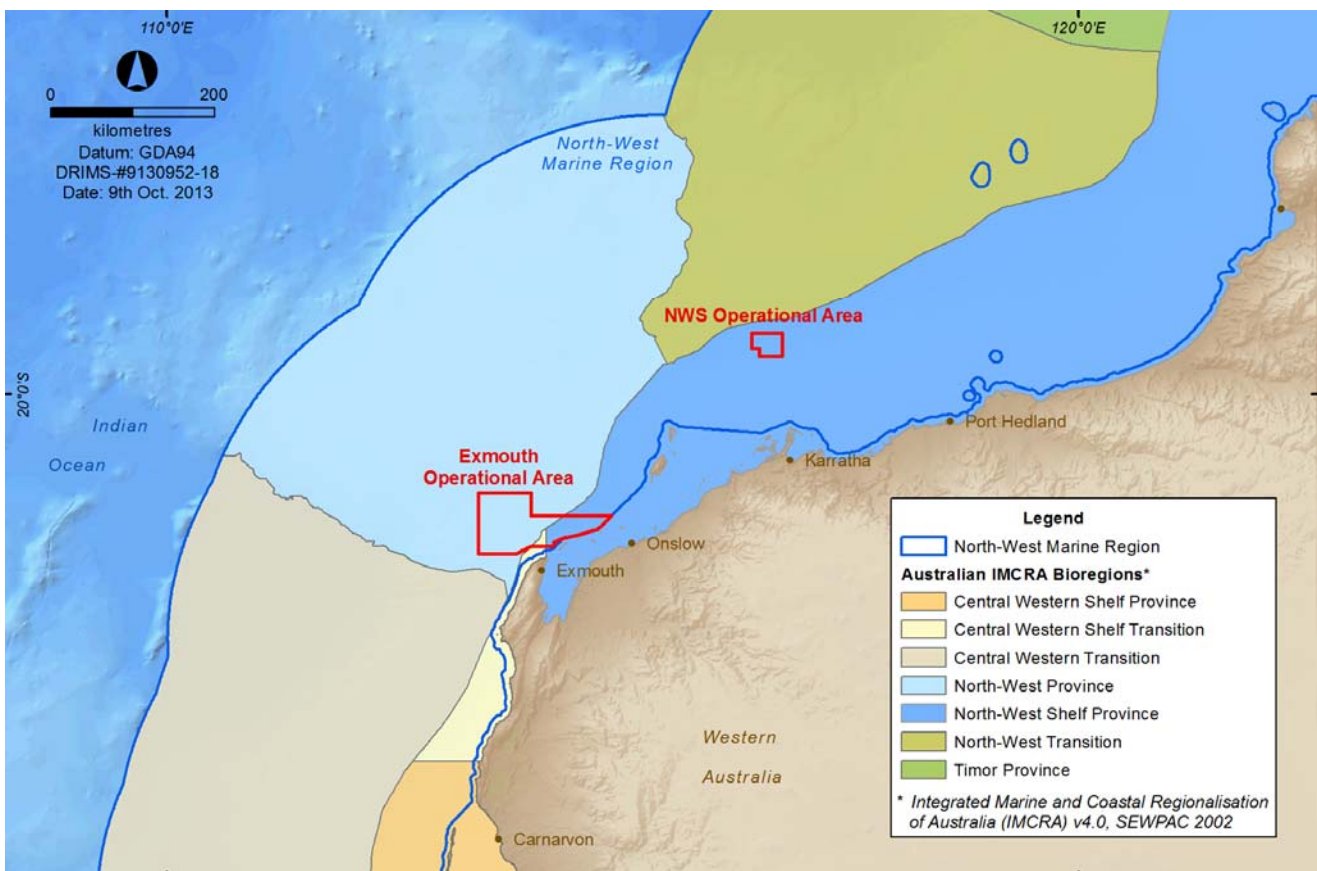 110°0'E
120°0'E
0 200
kilometres
Datum: GDA94
DRIMS-#9130952-18
Date: 9th Oct. 2013
North-West
Marine Region
NWS Operational Area
20°0'S
Indian
Ocean
Port Hedland
Karratha
Exmouth
Operational Area
Onslow
Exmouth
Western
Australia
Carnarvon
Legend
North-West Marine Region
Australian IMCRA Bioregions*
Central Western Shelf Province
Central Western Shelf Transition
Central Western Transition
North-West Province
North-West Shelf Province
North-West Transition
Timor Province
* Integrated Marine and Coastal Regionalisation
of Australia (IMCRA) v4.0, SEWPAC 2002